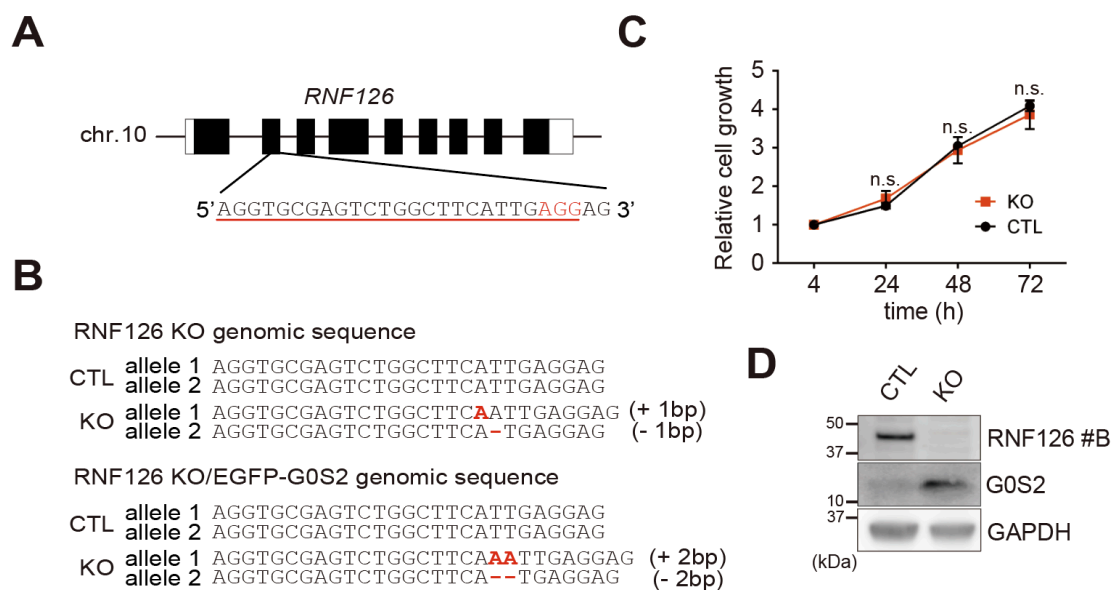 A
RNF126
chr.10
5’ AGGTGCGAGTCTGGCTTCATTGAGGAG 3’
B
RNF126 KO genomic sequence
CTL
allele 1 AGGTGCGAGTCTGGCTTCATTGAGGAG
allele 2 AGGTGCGAGTCTGGCTTCATTGAGGAG
KO
allele 1 AGGTGCGAGTCTGGCTTCAATTGAGGAG (+ 1bp)
allele 2 AGGTGCGAGTCTGGCTTCA-TGAGGAG (- 1bp)
RNF126 KO/EGFP-G0S2 genomic sequence
CTL
allele 1 AGGTGCGAGTCTGGCTTCATTGAGGAG
allele 2 AGGTGCGAGTCTGGCTTCATTGAGGAG
KO
allele 1 AGGTGCGAGTCTGGCTTCAAATTGAGGAG (+ 2bp)
allele 2 AGGTGCGAGTCTGGCTTCA--TGAGGAG (- 2bp)
C
Relative cell growth
5
4
3
2
1
0
n.s.
n.s.
n.s.
KO
CTL
4 24 48 72
time (h)
D
CTL KO
50
37
RNF126 #B
10
G0S2
37
GAPDH
(kDa)